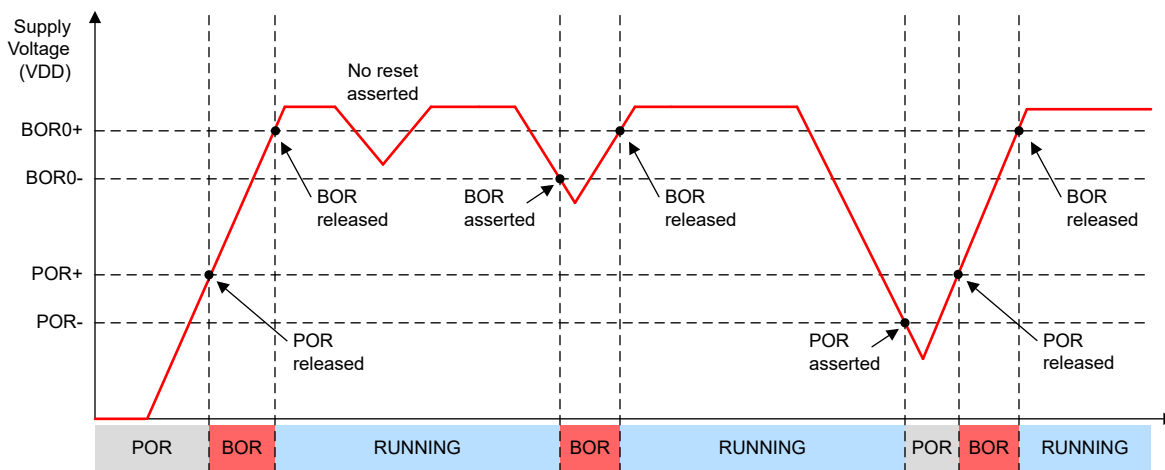 Supply
Voltage
(VDD)
No reset
asserted
BOR0+
BOR0-
POR+
POR-
BOR
released
BOR
asserted
BOR
released
BOR
released
POR
released
POR
asserted
POR
released
POR BOR RUNNING BOR RUNNING POR BOR RUNNING